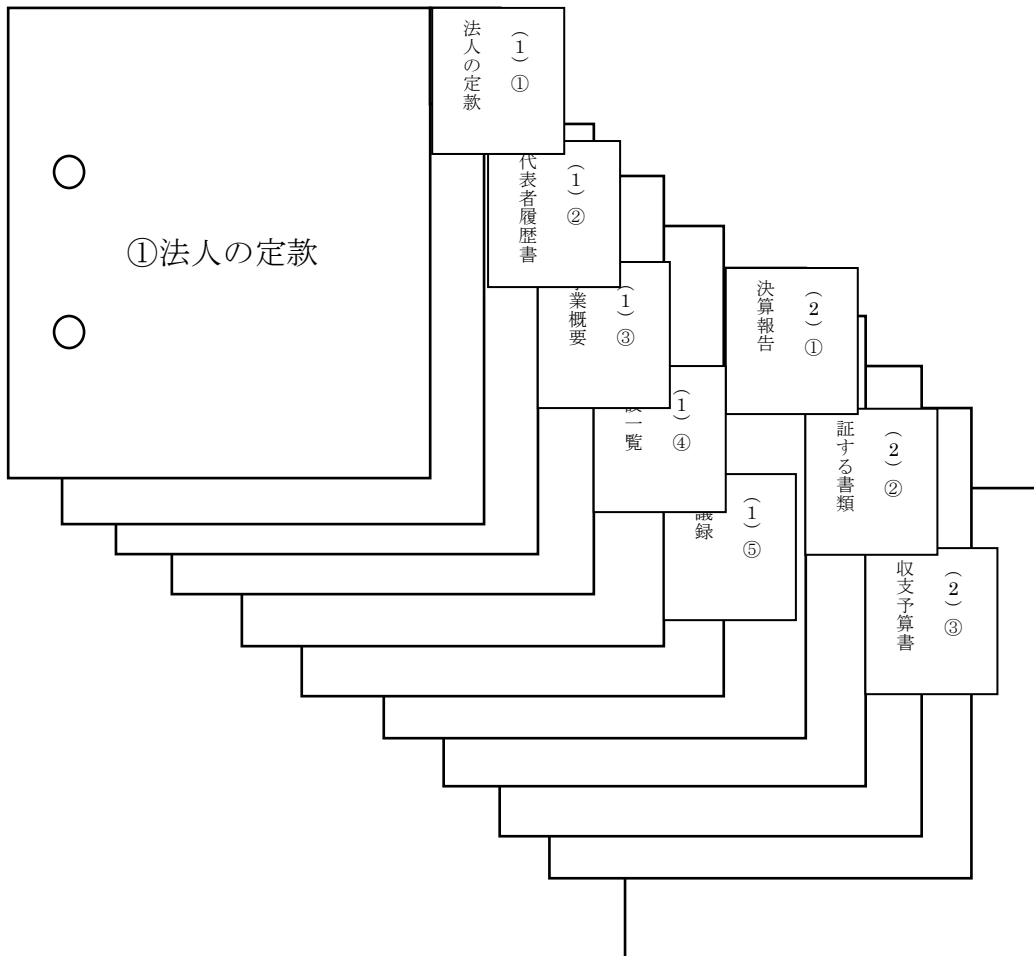 ①法人の定款
(1)①
法人の定款
(1)②
代表者履歴書
(1)③
業概要
(1)④
一覧
(1)⑤
議録
(2)①
決算報告
(2)②
証する書類
(2)③
収支予算書